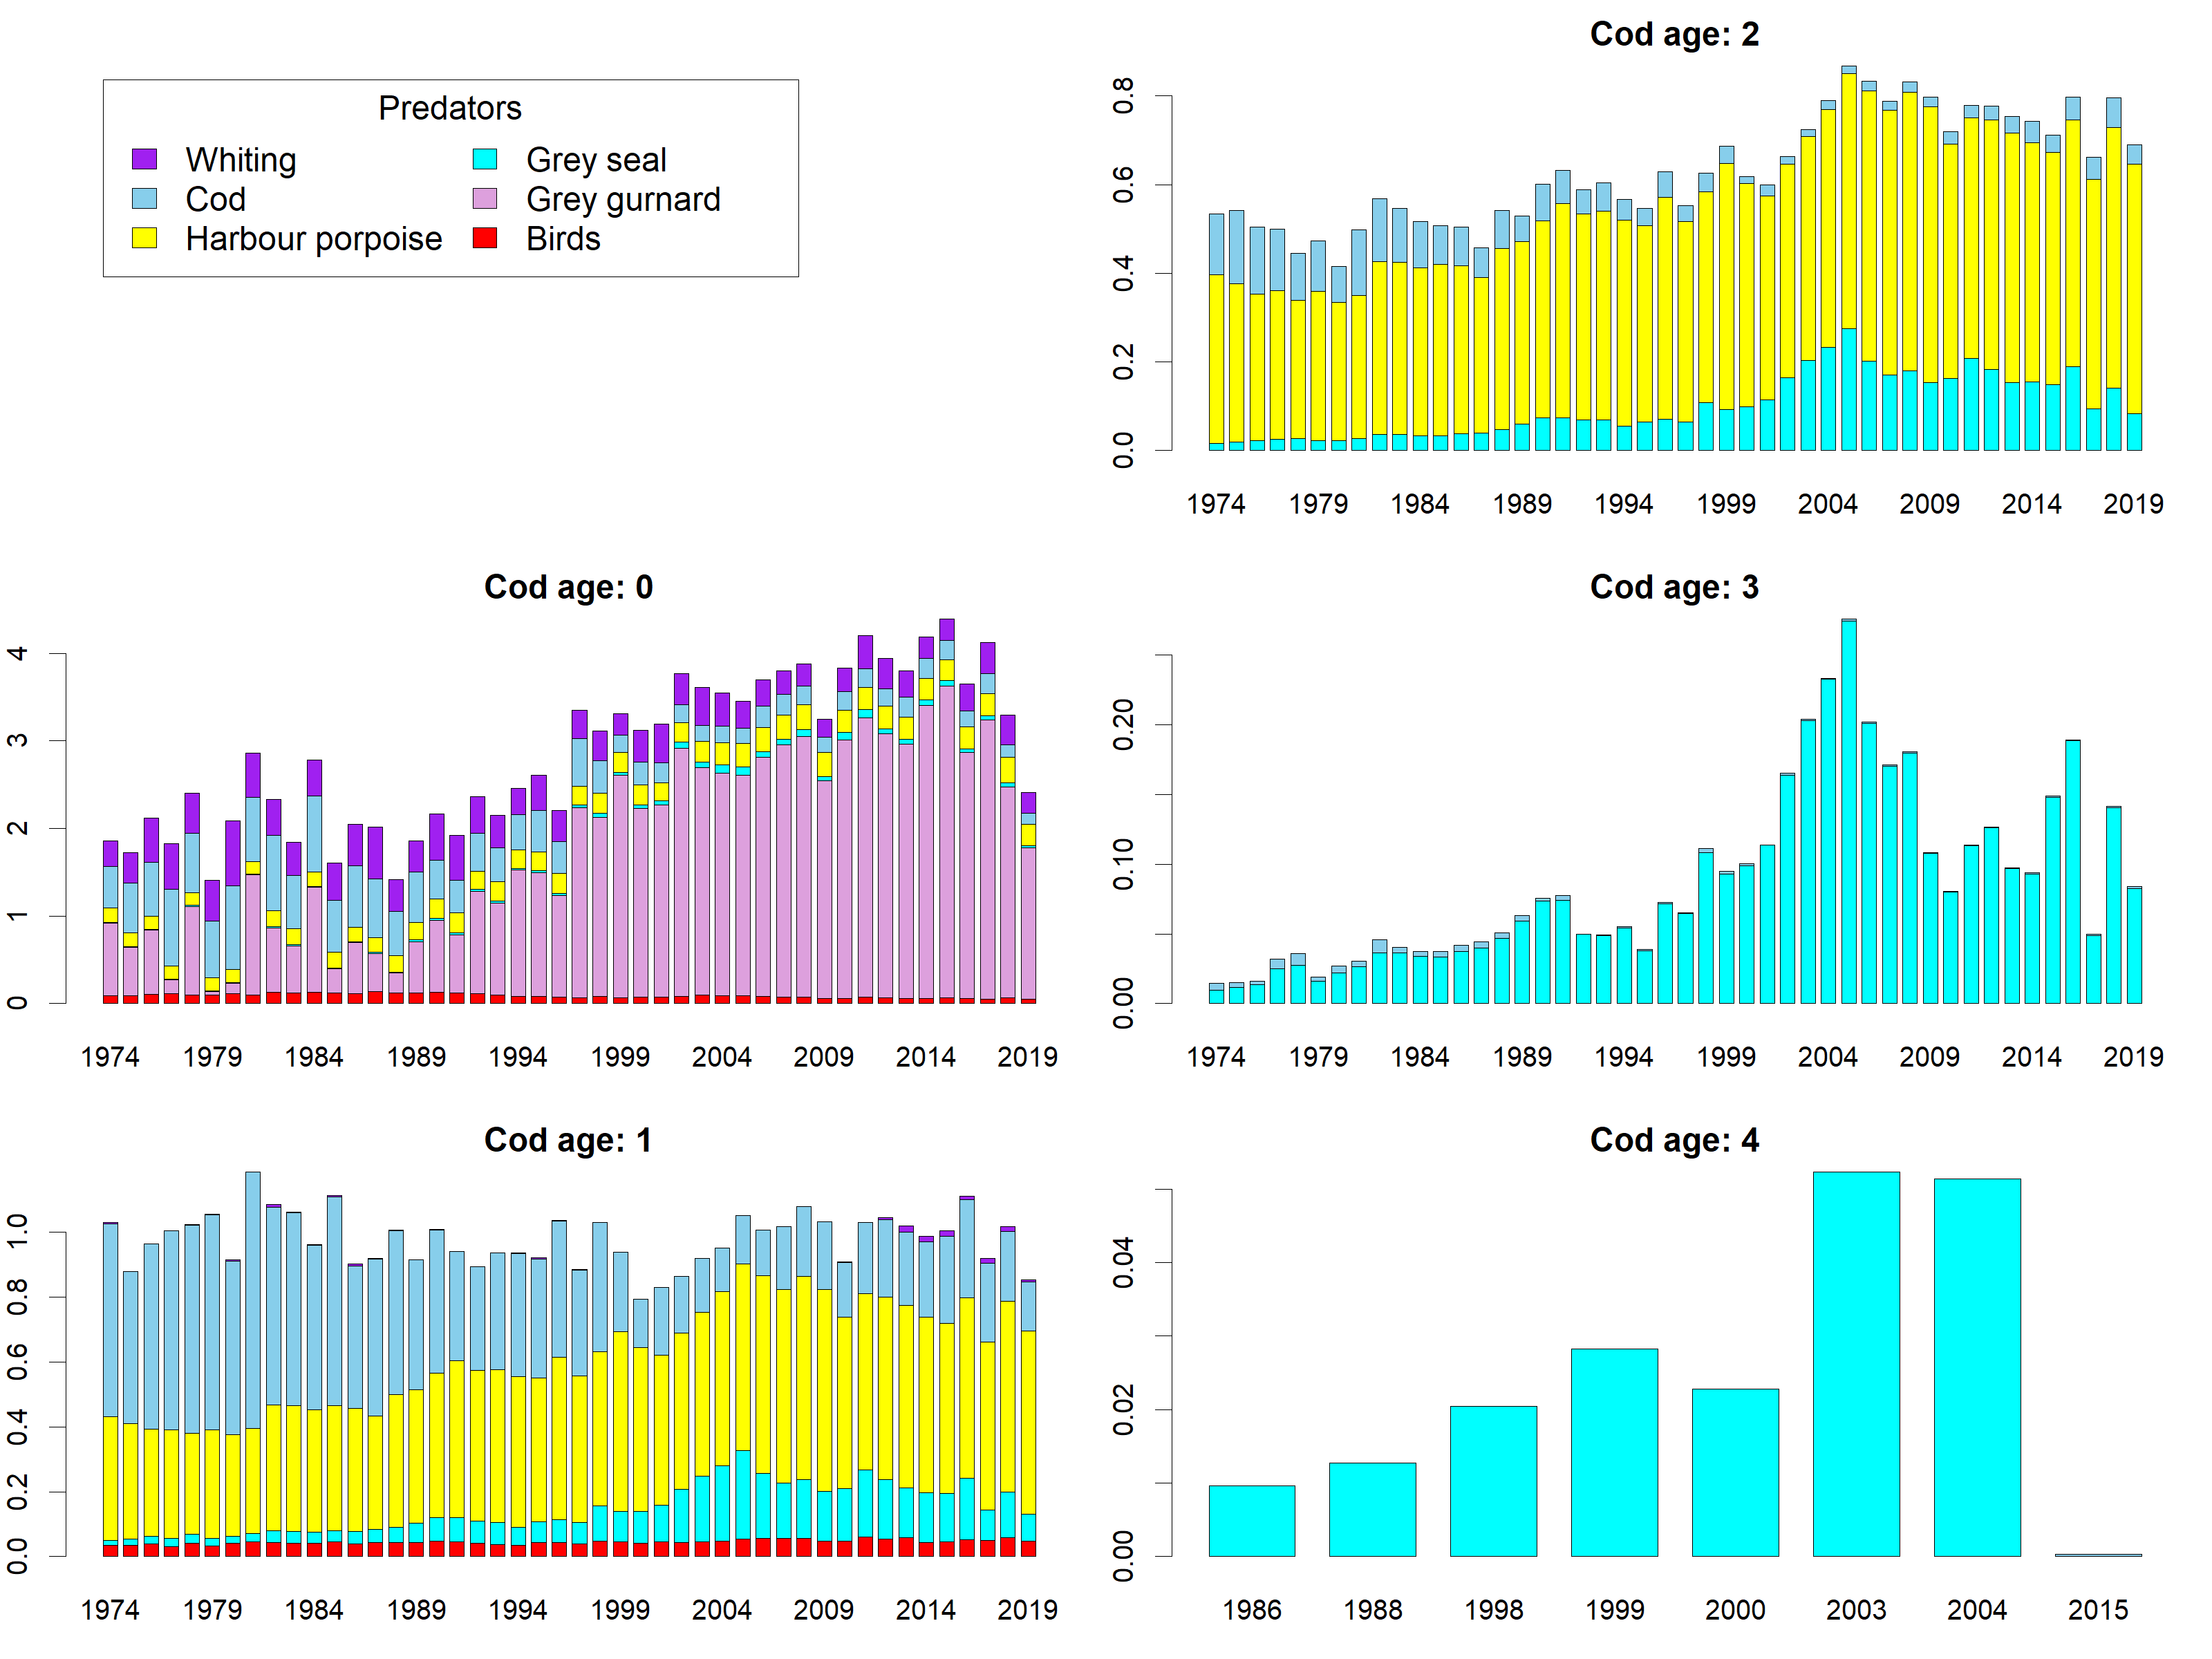 Predators
Whiting
Cod
Harbour porpoise
Grey seal
Grey gurnard
Birds
Cod age: 2
0.0 0.2 0.4 0.6 0.8
1974 1979 1984 1989 1994 1999 2004 2009 2014 2019
Cod age: 0
0 1 2 3 4
1974 1979 1984 1989 1994 1999 2004 2009 2014 2019
Cod age: 3
0.00 0.10 0.20
1974 1979 1984 1989 1994 1999 2004 2009 2014 2019
Cod age: 1
0.0 0.2 0.4 0.6 0.8 1.0
1974 1979 1984 1989 1994 1999 2004 2009 2014 2019
Cod age: 4
0.00 0.02 0.04
1986 1988 1998 1999 2000 2003 2004 2015